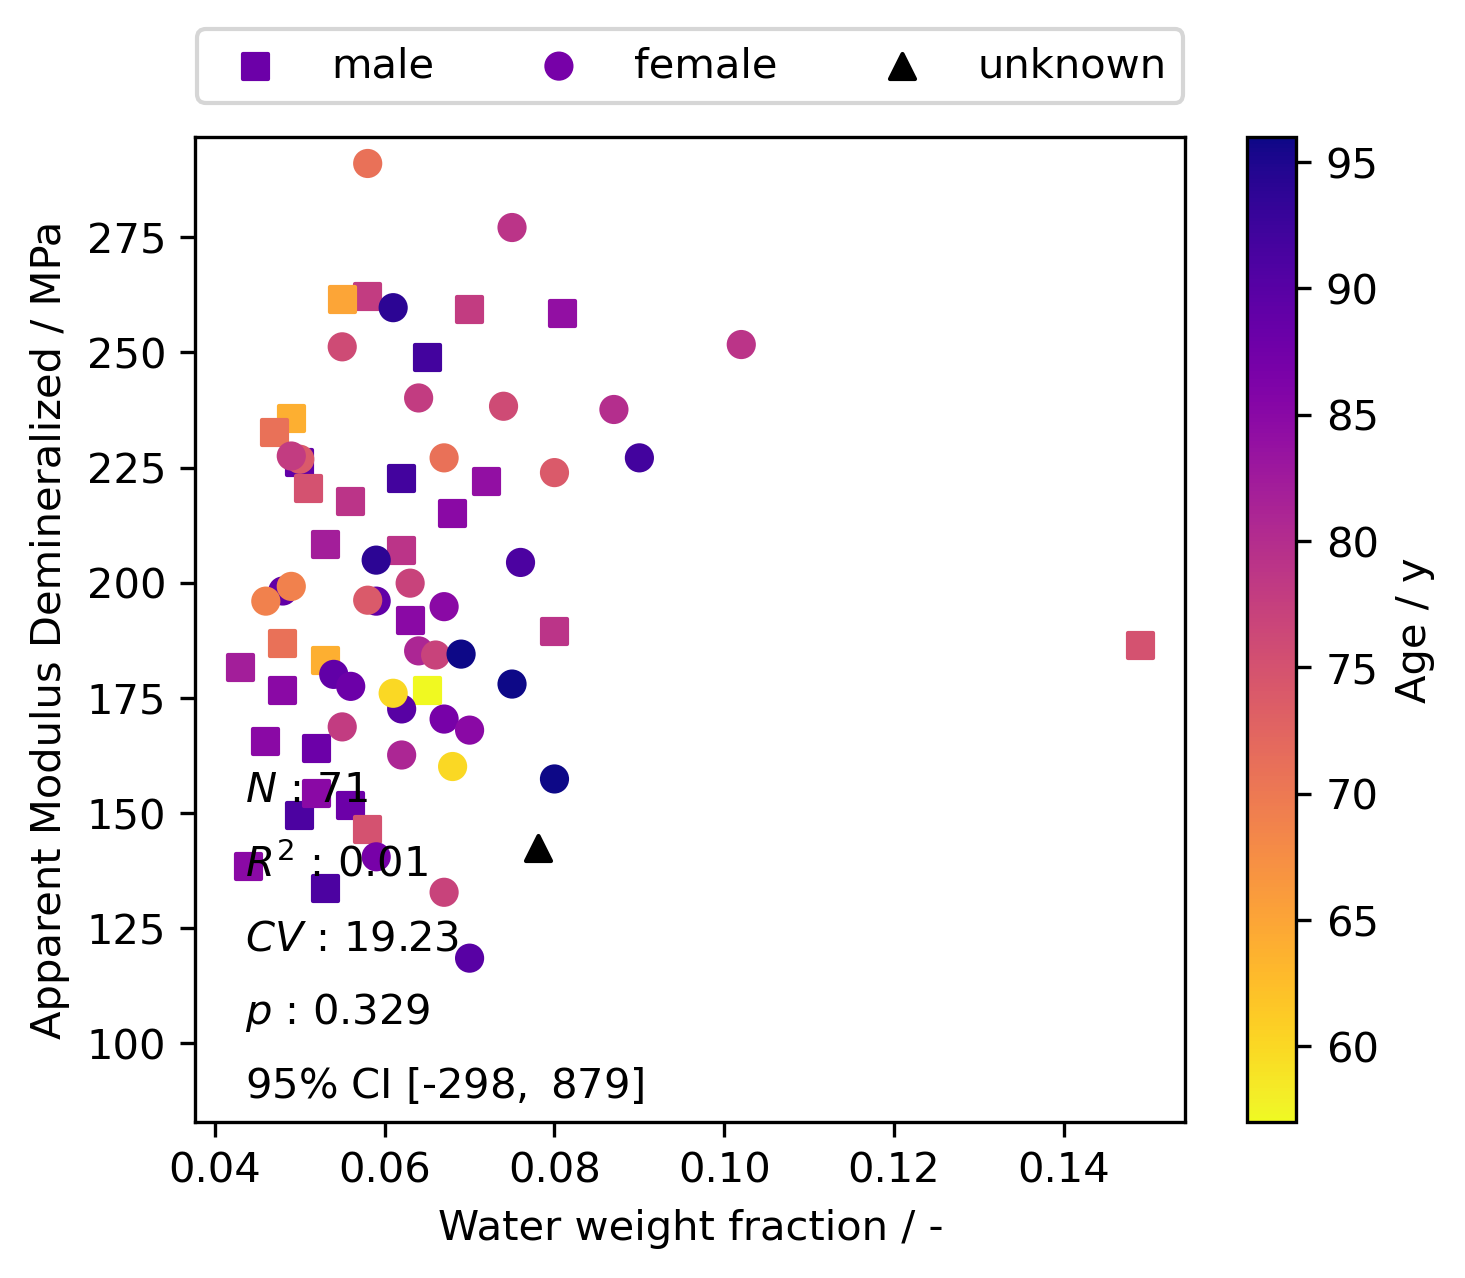 male female unknown
275
250
225
200
175
150
125
100
Apparent Modulus Demineralized / MPa
N : 71
R² : 0.01
CV : 19.23
p : 0.329
95% CI [-298, 879]
0.04 0.06 0.08 0.10 0.12 0.14
Water weight fraction / -
95
90
85
80
75
70
65
60
Age / y